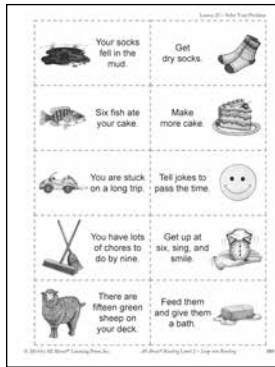 Your socks
fell in the
mud.
Get
dry socks.
Six fish ate
your cake.
Make
more cake.
You are stuck
on a long trip.
Tell jokes to
pass the time.
You have lots
of chores to
do by nine.
Get up at
six, sing, and
smile.
There are
fifteen green
sheep on
your deck.
Feed them
and give them
a bath.